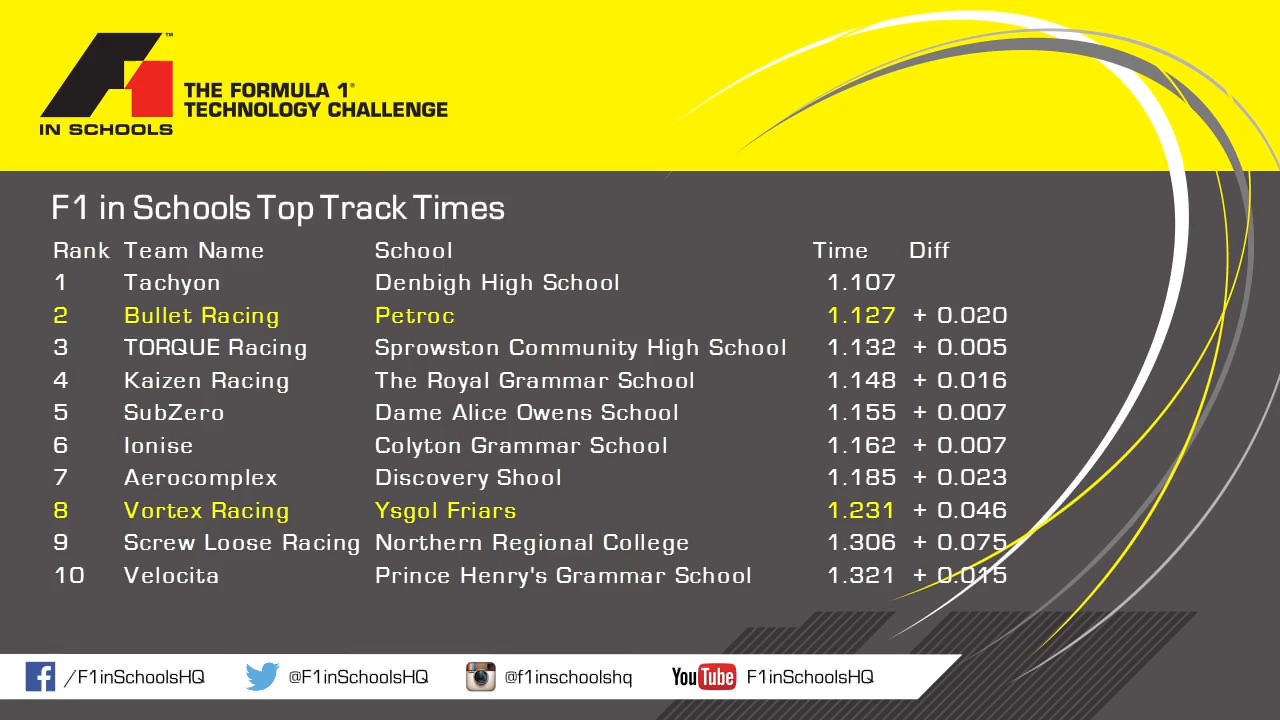 THE FORMULA 1®
TECHNOLOGY CHALLENGE
F1 ™
IN SCHOOLS
F1 in Schools Top Track Times
Rank Team Name School Time Diff
1 Tachyon Denbigh High School 1.107
2 Bullet Racing Petroc 1.127 + 0.020
3 TORQUE Racing Sprowston Community High School 1.132 + 0.005
4 Kaizen Racing The Royal Grammar School 1.148 + 0.016
5 SubZero Dame Alice Owens School 1.155 + 0.007
6 Ionise Colyton Grammar School 1.162 + 0.007
7 Aerocomplex Discovery Shool 1.185 + 0.023
8 Vortex Racing Ysgol Friars 1.231 + 0.046
9 Screw Loose Racing Northern Regional College 1.306 + 0.075
10 Velocita Prince Henry's Grammar School 1.321 + 0.015
f /F1inSchoolsHQ @F1inSchoolsHQ @f1inschoolshq YouTube F1inSchoolsHQ